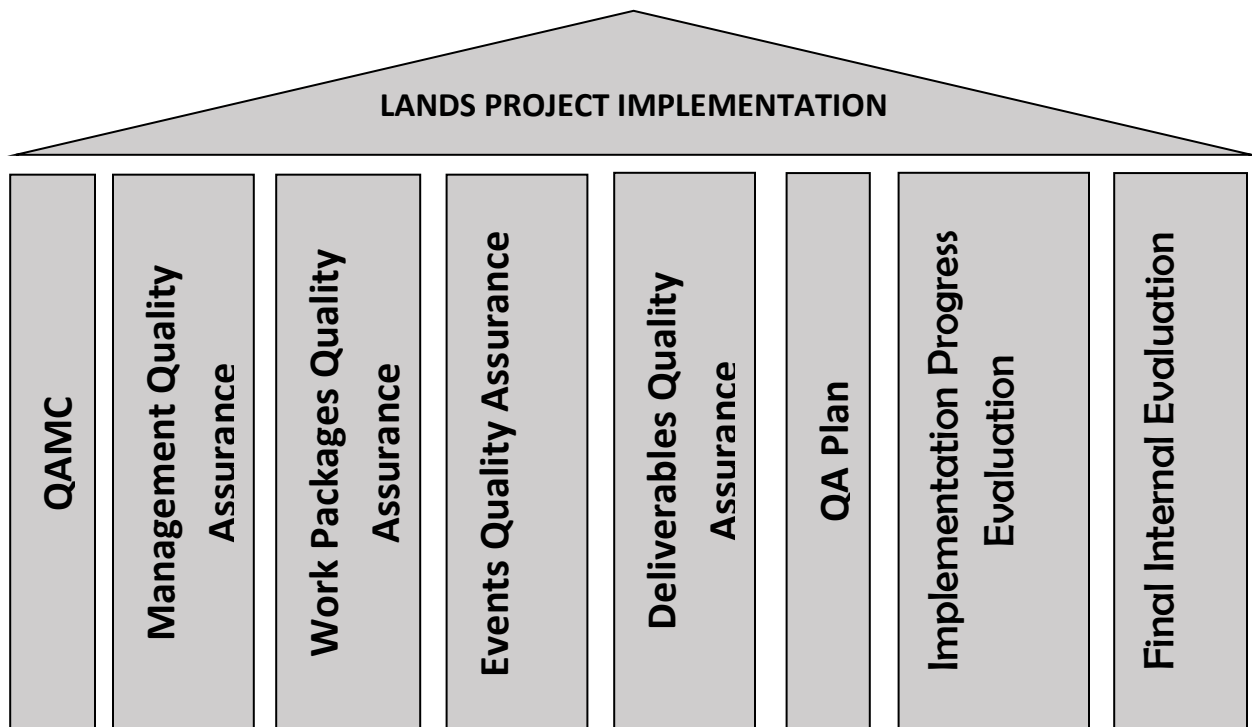 LANDS PROJECT IMPLEMENTATION
QAMC
Management Quality
Assurance
Work Packages Quality
Assurance
Events Quality Assurance
Deliverables Quality
Assurance
QA Plan
Implementation Progress
Evaluation
Final Internal Evaluation